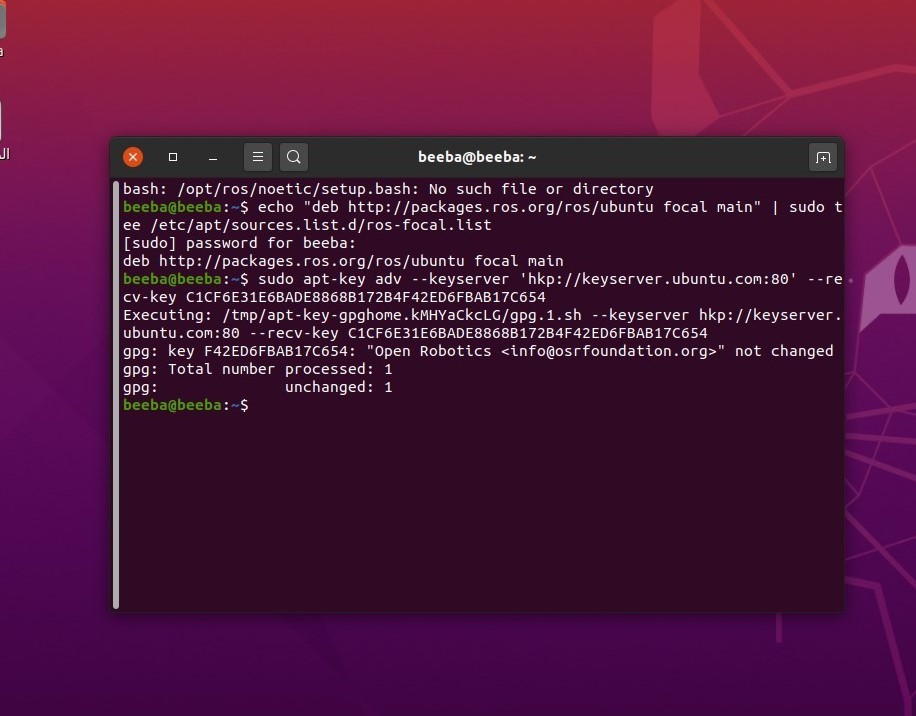 a
UI
beeba@beeba: ~
bash: /opt/ros/noetic/setup.bash: No such file or directory
beeba@beeba:~$ echo "deb http://packages.ros.org/ros/ubuntu focal main" | sudo t
ee /etc/apt/sources.list.d/ros-focal.list
[sudo] password for beeba:
deb http://packages.ros.org/ros/ubuntu focal main
beeba@beeba:~$ sudo apt-key adv --keyserver 'hkp://keyserver.ubuntu.com:80' --re
cv-key C1CF6E31E6BADE8868B172B4F42ED6FBAB17C654
Executing: /tmp/apt-key-gpghome.kMHYaCkcLG/gpg.1.sh --keyserver hkp://keyserver.
ubuntu.com:80 --recv-key C1CF6E31E6BADE8868B172B4F42ED6FBAB17C654
gpg: key F42ED6FBAB17C654: "Open Robotics <info@osrfoundation.org>" not changed
gpg: Total number processed: 1
gpg:              unchanged: 1
beeba@beeba:~$